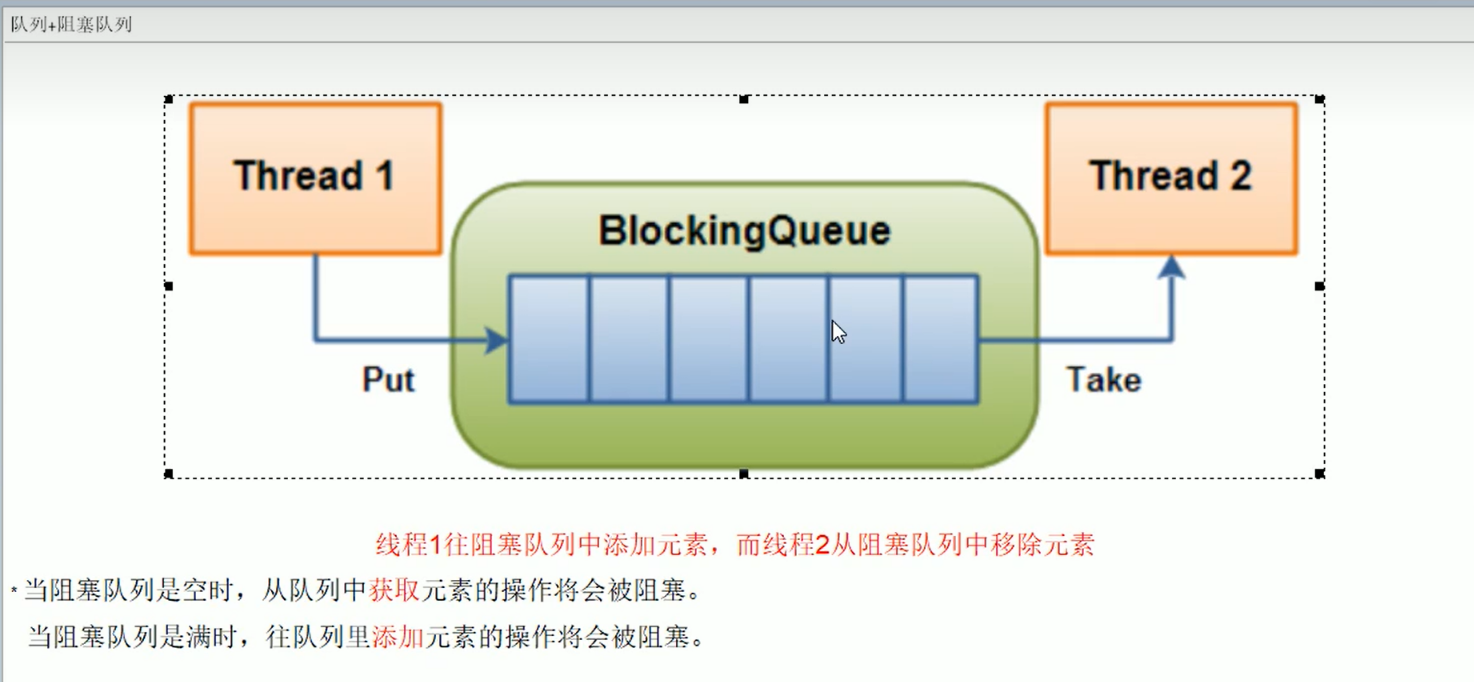 队列+阻塞队列
Thread 1
Thread 2
BlockingQueue
Put
Take
线程1往阻塞队列中添加元素，而线程2从阻塞队列中移除元素
* 当阻塞队列是空时，从队列中获取元素的操作将会被阻塞。
当阻塞队列是满时，往队列里添加元素的操作将会被阻塞。